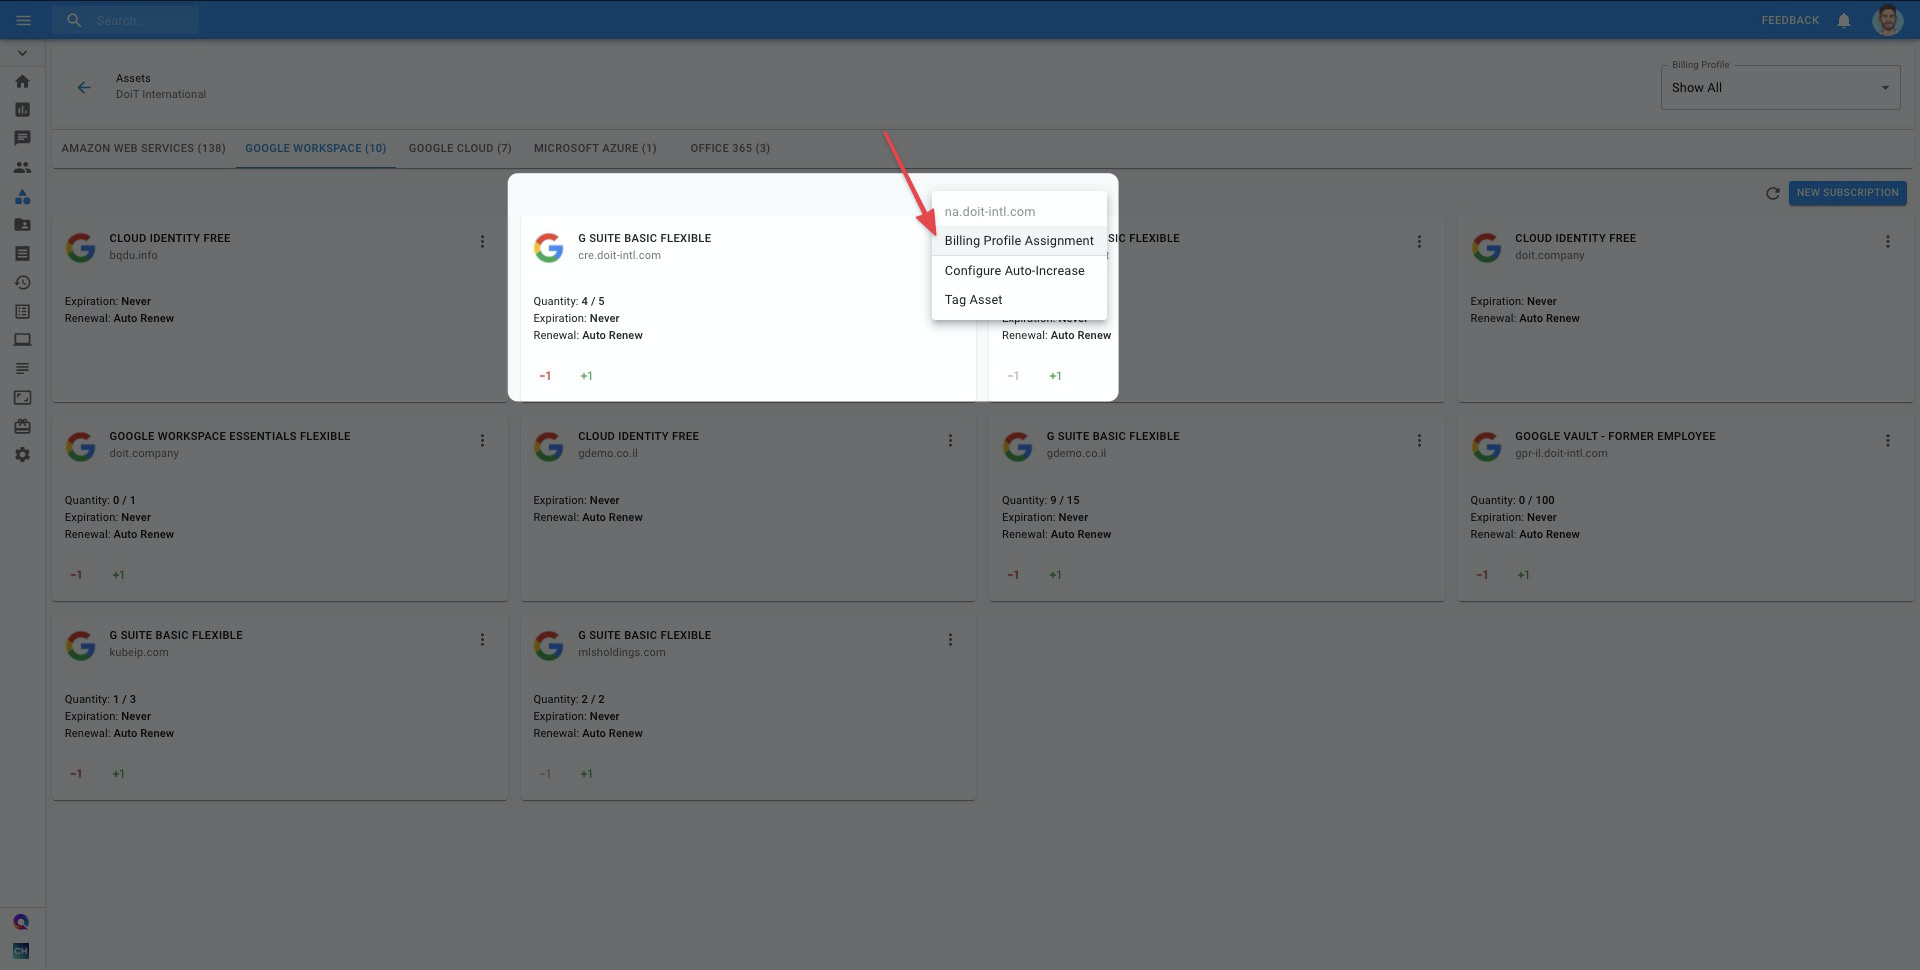 Search...
FEEDBACK
Assets
DoiT International
Billing Profile
Show All
AMAZON WEB SERVICES (138)
GOOGLE WORKSPACE (10)
GOOGLE CLOUD (7)
MICROSOFT AZURE (1)
OFFICE 365 (3)
NEW SUBSCRIPTION
CLOUD IDENTITY FREE
bqdu.info
Expiration: Never
Renewal: Auto Renew
G SUITE BASIC FLEXIBLE
cre.doit-intl.com
Quantity: 4 / 5
Expiration: Never
Renewal: Auto Renew
-1 +1
na.doit-intl.com
Billing Profile Assignment
Configure Auto-Increase
Tag Asset
SIC FLEXIBLE
t
Expiration: Never
Renewal: Auto Renew
-1 +1
CLOUD IDENTITY FREE
doit.company
Expiration: Never
Renewal: Auto Renew
GOOGLE WORKSPACE ESSENTIALS FLEXIBLE
doit.company
Quantity: 0 / 1
Expiration: Never
Renewal: Auto Renew
-1 +1
CLOUD IDENTITY FREE
gdemo.co.il
Expiration: Never
Renewal: Auto Renew
G SUITE BASIC FLEXIBLE
gdemo.co.il
Quantity: 9 / 15
Expiration: Never
Renewal: Auto Renew
-1 +1
GOOGLE VAULT - FORMER EMPLOYEE
gpr-il.doit-intl.com
Quantity: 0 / 100
Expiration: Never
Renewal: Auto Renew
-1 +1
G SUITE BASIC FLEXIBLE
kubeip.com
Quantity: 1 / 3
Expiration: Never
Renewal: Auto Renew
-1 +1
G SUITE BASIC FLEXIBLE
mlsholdings.com
Quantity: 2 / 2
Expiration: Never
Renewal: Auto Renew
-1 +1
CH